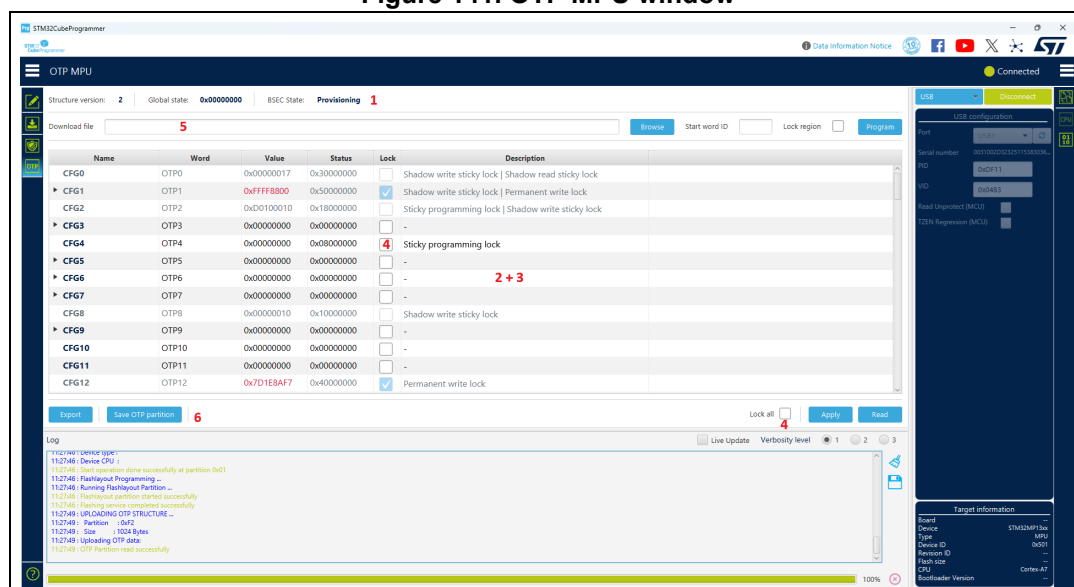 Figure 111. OTP MPU window
Pro STM32CubeProgrammer
STM32
CubeProgrammer
Data Information Notice
OTP MPU
Connected
Structure version: 2 Global state: 0x00000000 BSEC State: Provisioning 1
Download file 5 Browse Start word ID Lock region Program
Name Word Value Status Lock Description
CFG0 OTP0 0x00000017 0x30000000 Shadow write sticky lock | Shadow read sticky lock
CFG1 OTP1 0xFFFF8800 0x50000000 Shadow write sticky lock | Permanent write lock
CFG2 OTP2 0xD0100010 0x18000000 Sticky programming lock | Shadow write sticky lock
CFG3 OTP3 0x00000000 0x00000000 -
CFG4 OTP4 0x00000000 0x08000000 4 Sticky programming lock
CFG5 OTP5 0x00000000 0x00000000 -
CFG6 OTP6 0x00000000 0x00000000 - 2 + 3
CFG7 OTP7 0x00000000 0x00000000 -
CFG8 OTP8 0x00000010 0x10000000 Shadow write sticky lock
CFG9 OTP9 0x00000000 0x00000000 -
CFG10 OTP10 0x00000000 0x00000000 -
CFG11 OTP11 0x00000000 0x00000000 -
CFG12 OTP12 0x7D1E8AF7 0x40000000 Permanent write lock
Export Save OTP partition 6 Lock all 4 Apply Read
Log Live Update Verbosity level 1 2 3
11:27:46 : Device type :
11:27:46 : Device CPU :
11:27:46 : Start operation done successfully at partition 0x01
11:27:46 : Flashlayout Programming ...
11:27:46 : Running Flashlayout Partition ...
11:27:46 : Flashlayout partition started successfully
11:27:46 : Flashing service completed successfully
11:27:49 : UPLOADING OTP STRUCTURE ...
11:27:49 : Partition : 0xF2
11:27:49 : Size : 1024 Bytes
11:27:49 : Uploading OTP data:
11:27:49 : OTP Partition read successfully
100%
USB Disconnect
USB configuration
Port USB1
Serial number
PID 0xDF11
VID 0x0483
Read Unprotect (MCU)
TZEN Regression (MCU)
OTP
CPU
Target information
Board --
Device STM32MP13xx
Type MPU
Device ID 0x501
Revision ID --
Flash size --
CPU Cortex-A7
Bootloader Version --